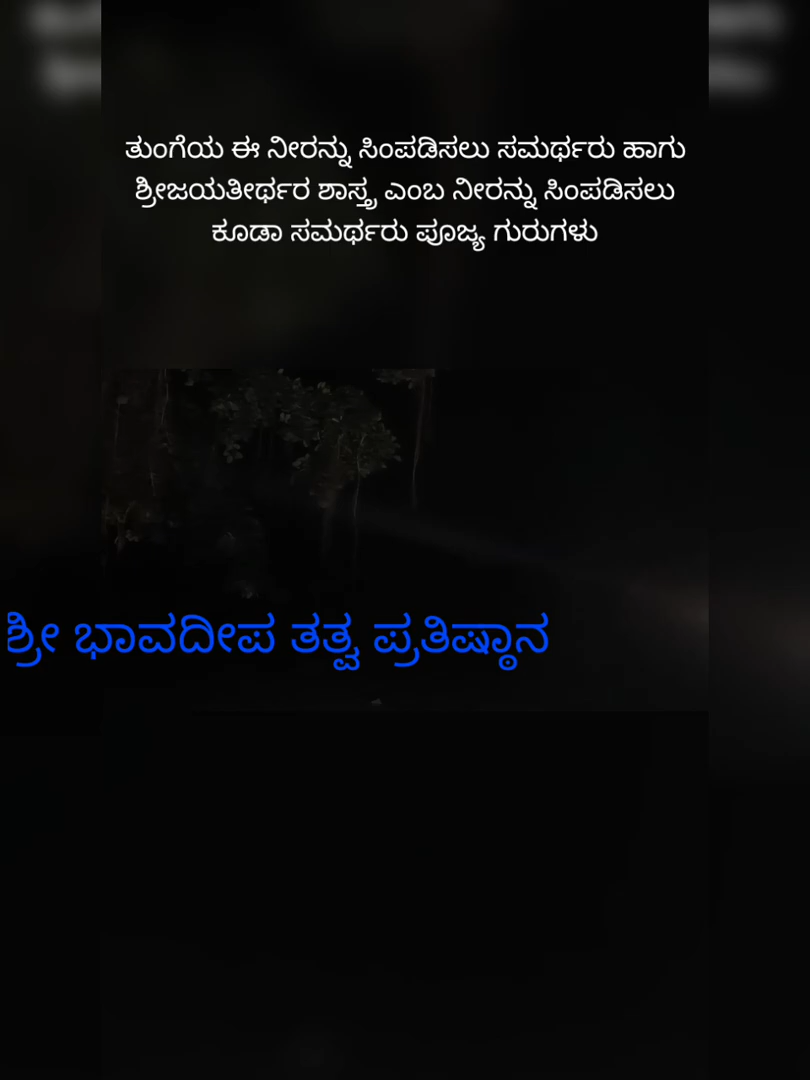 ತುಂಗೆಯ ಈ ನೀರನ್ನು ಸಿಂಪಡಿಸಲು ಸಮರ್ಥರು ಹಾಗು
ಶ್ರೀಜಯತೀರ್ಥರ ಶಾಸ್ತ್ರ ಎಂಬ ನೀರನ್ನು ಸಿಂಪಡಿಸಲು
ಕೂಡಾ ಸಮರ್ಥರು ಪೂಜ್ಯ ಗುರುಗಳು
ಶ್ರೀ ಭಾವದೀಪ ತತ್ವ ಪ್ರತಿಷ್ಠಾನ